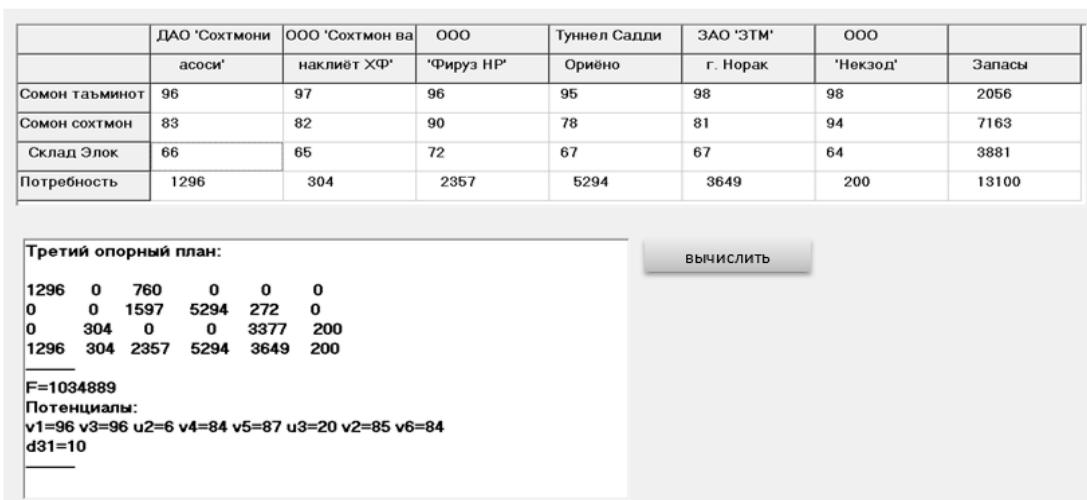 ДАО 'Сохтмони ООО 'Сохтмон ва ООО Туннел Садди ЗАО 'ЗТМ' ООО
асоси' наклиёт ХФ' 'Фируз НР' Ориёно г. Норак 'Некзод' Запасы
Сомон таъминот 96 97 96 95 98 98 2056
Сомон сохтмон 83 82 90 78 81 94 7163
Склад Элок 66 65 72 67 67 64 3881
Потребность 1296 304 2357 5294 3649 200 13100
Третий опорный план:
вычислить
1296 0 760 0 0 0
0 0 1597 5294 272 0
0 304 0 0 3377 200
1296 304 2357 5294 3649 200
F=1034889
Потенциалы:
v1=96 v3=96 u2=6 v4=84 v5=87 u3=20 v2=85 v6=84
d31=10